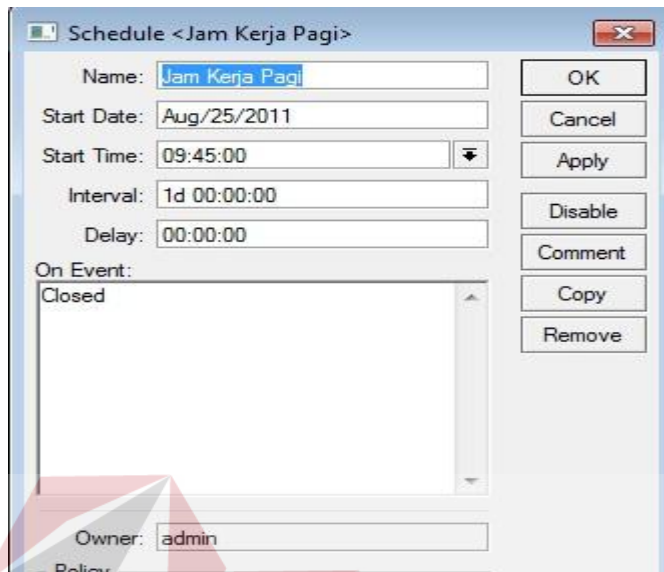 Schedule <Jam Kerja Pagi>
Name: Jam Kerja Pagi
OK
Start Date: Aug/25/2011
Cancel
Start Time: 09:45:00
Apply
Interval: 1d 00:00:00
Disable
Delay: 00:00:00
Comment
On Event:
Closed
Copy
Remove
Owner: admin
Policy